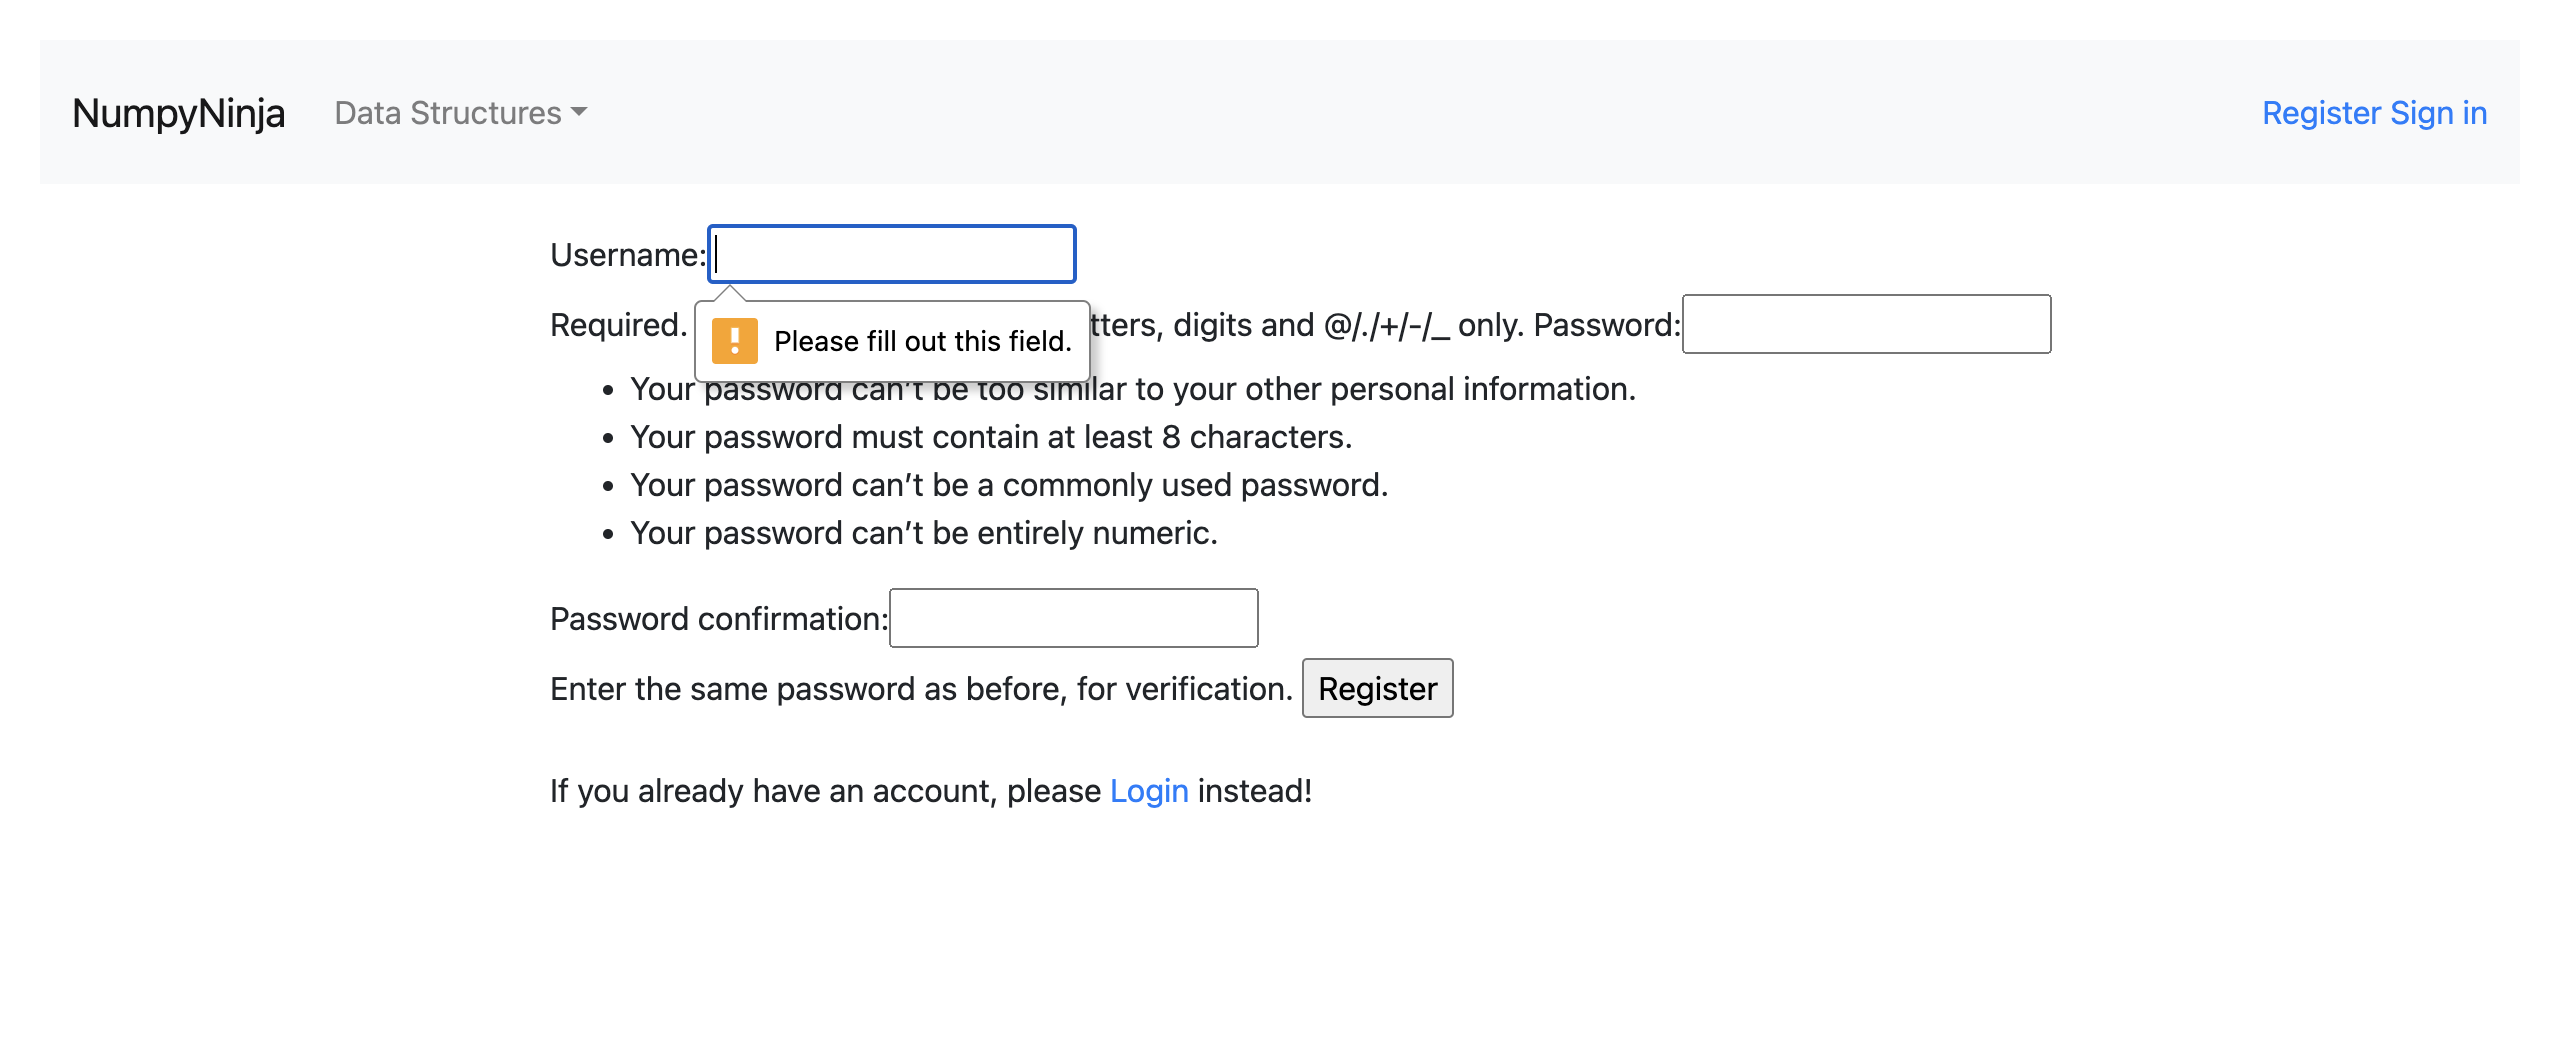 NumpyNinja Data Structures Register Sign in
Username:
Required. tters, digits and @/./+/-/_ only. Password:
Please fill out this field.
Your password can't be too similar to your other personal information.
Your password must contain at least 8 characters.
Your password can't be a commonly used password.
Your password can't be entirely numeric.
Password confirmation:
Enter the same password as before, for verification. Register
If you already have an account, please Login instead!